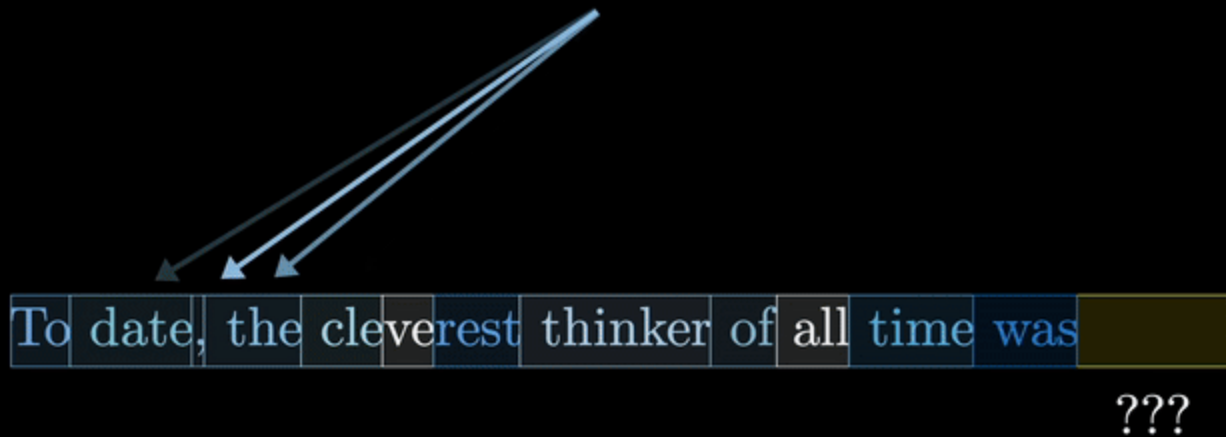 To date, the cleverest thinker of all time was
???